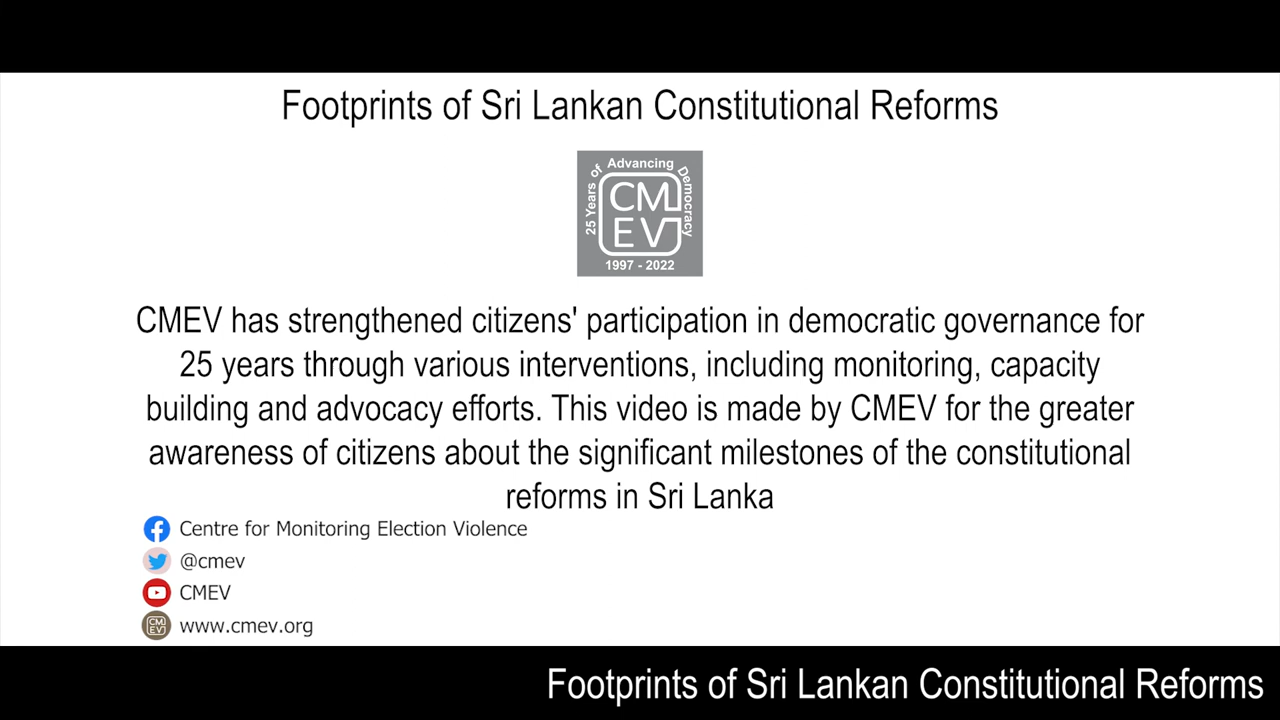 Footprints of Sri Lankan Constitutional Reforms
25 Years of Advancing Democracy
CM
EV
1997 - 2022
CMEV has strengthened citizens' participation in democratic governance for
25 years through various interventions, including monitoring, capacity
building and advocacy efforts. This video is made by CMEV for the greater
awareness of citizens about the significant milestones of the constitutional
reforms in Sri Lanka
Centre for Monitoring Election Violence
@cmev
CMEV
CM
EV
www.cmev.org
Footprints of Sri Lankan Constitutional Reforms